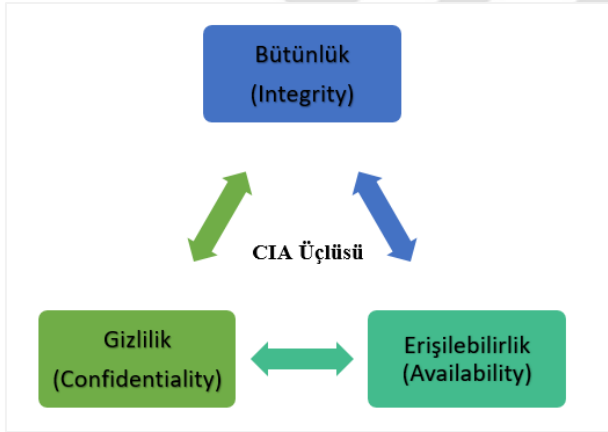 Bütünlük
(Integrity)
CIA Üçlüsü
Gizlilik
(Confidentiality)
Erişilebilirlik
(Availability)